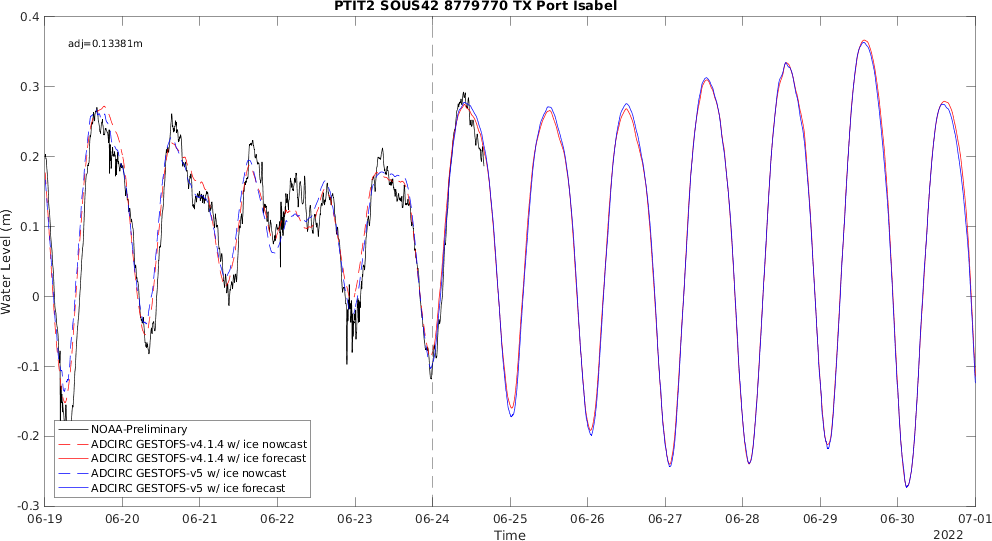 PTIT2 SOUS42 8779770 TX Port Isabel
adj=0.13381m
0.4
0.3
0.2
0.1
0
-0.1
-0.2
-0.3
Water Level (m)
NOAA-Preliminary
ADCIRC GESTOFS-v4.1.4 w/ ice nowcast
ADCIRC GESTOFS-v4.1.4 w/ ice forecast
ADCIRC GESTOFS-v5 w/ ice nowcast
ADCIRC GESTOFS-v5 w/ ice forecast
06-19 06-20 06-21 06-22 06-23 06-24 06-25 06-26 06-27 06-28 06-29 06-30 07-01
Time
2022